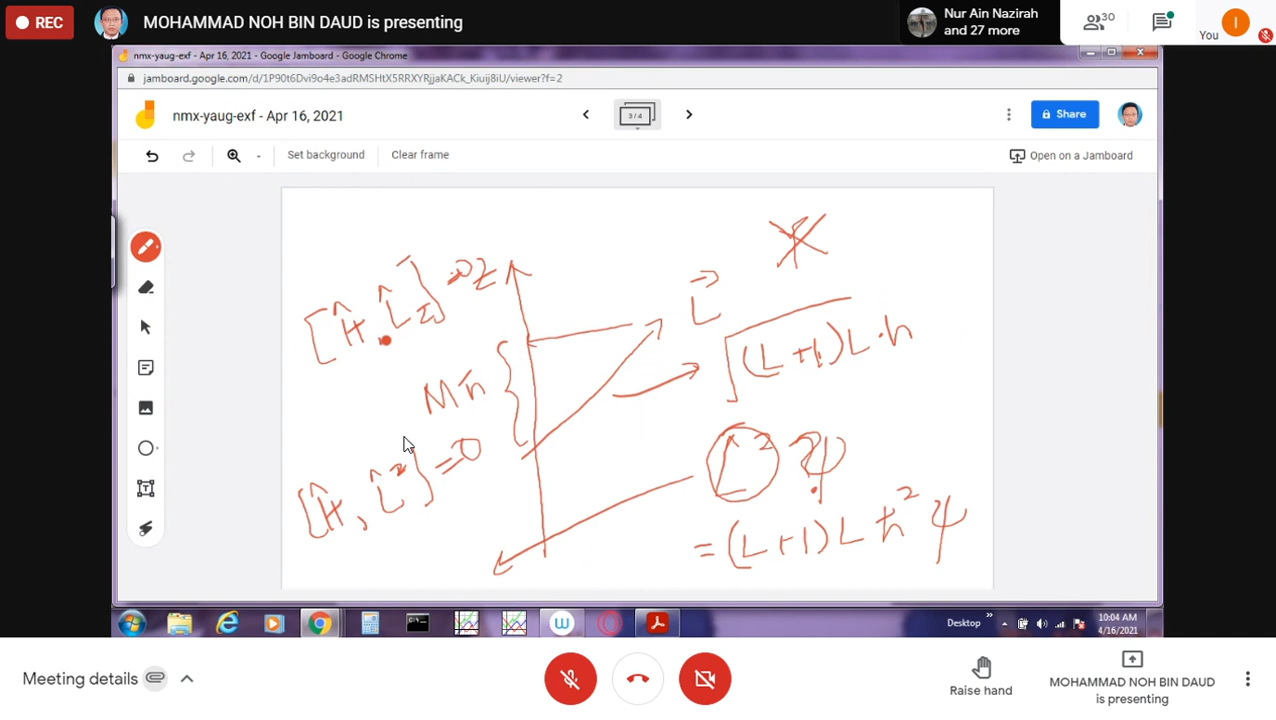 REC
MOHAMMAD NOH BIN DAUD is presenting
Nur Ain Nazirah
and 27 more
30
You
I
nmx-yaug-exf - Apr 16, 2021 - Google Jamboard - Google Chrome
jamboard.google.com/d/1P90t6Dvi9o4e3adRMSHtX5RRXYRjjaKACk_Kiuij8iU/viewer?f=2
nmx-yaug-exf - Apr 16, 2021
3 / 4
Share
Set background
Clear frame
Open on a Jamboard
[Ĥ, L̂z] = 0
z
L⃗
√(L+1)L·ħ
Mħ
[Ĥ, L̂²] = 0
L̂² ψ
= (L+1) L ħ² ψ
Desktop
10:04 AM
4/16/2021
Meeting details
Raise hand
MOHAMMAD NOH BIN DAUD
is presenting